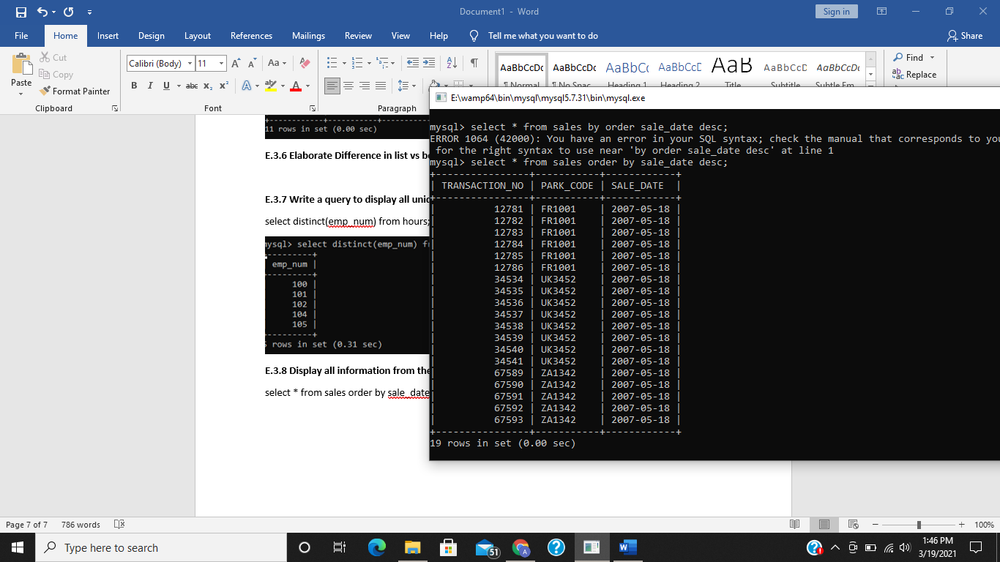 Document1 - Word
Sign in
File Home Insert Design Layout References Mailings Review View Help Tell me what you want to do Share
Paste
Cut
Copy
Format Painter
Clipboard
Calibri (Body) 11
Font
Paragraph
AaBbCcDc AaBbCcDc AaBbCc AaBbCcC AaB AaBbCcD AaBbCcDc
¶ Normal ¶ No Spac... Heading 1 Heading 2 Title Subtitle Subtle Em...
Find
Replace
11 rows in set (0.00 sec)
E.3.6 Elaborate Difference in list vs
E.3.7 Write a query to display all
select distinct(emp_num) from hours;
mysql> select distinct(emp_num)
emp_num
100
101
102
104
105
rows in set (0.31 sec)
E.3.8 Display all information from the
select * from sales order by sale_date
E:\wamp64\bin\mysql\mysql5.7.31\bin\mysql.exe
mysql> select * from sales by order sale_date desc;
ERROR 1064 (42000): You have an error in your SQL syntax; check the manual that corresponds to
for the right syntax to use near 'by order sale_date desc' at line 1
mysql> select * from sales order by sale_date desc;
+----------------+-----------+------------+
| TRANSACTION_NO | PARK_CODE | SALE_DATE |
+----------------+-----------+------------+
| 12781 | FR1001 | 2007-05-18 |
| 12782 | FR1001 | 2007-05-18 |
| 12783 | FR1001 | 2007-05-18 |
| 12784 | FR1001 | 2007-05-18 |
| 12785 | FR1001 | 2007-05-18 |
| 12786 | FR1001 | 2007-05-18 |
| 34534 | UK3452 | 2007-05-18 |
| 34535 | UK3452 | 2007-05-18 |
| 34536 | UK3452 | 2007-05-18 |
| 34537 | UK3452 | 2007-05-18 |
| 34538 | UK3452 | 2007-05-18 |
| 34539 | UK3452 | 2007-05-18 |
| 34540 | UK3452 | 2007-05-18 |
| 34541 | UK3452 | 2007-05-18 |
| 67589 | ZA1342 | 2007-05-18 |
| 67590 | ZA1342 | 2007-05-18 |
| 67591 | ZA1342 | 2007-05-18 |
| 67592 | ZA1342 | 2007-05-18 |
| 67593 | ZA1342 | 2007-05-18 |
+----------------+-----------+------------+
19 rows in set (0.00 sec)
Page 7 of 7 786 words
100%
Type here to search
51
1:46 PM
3/19/2021